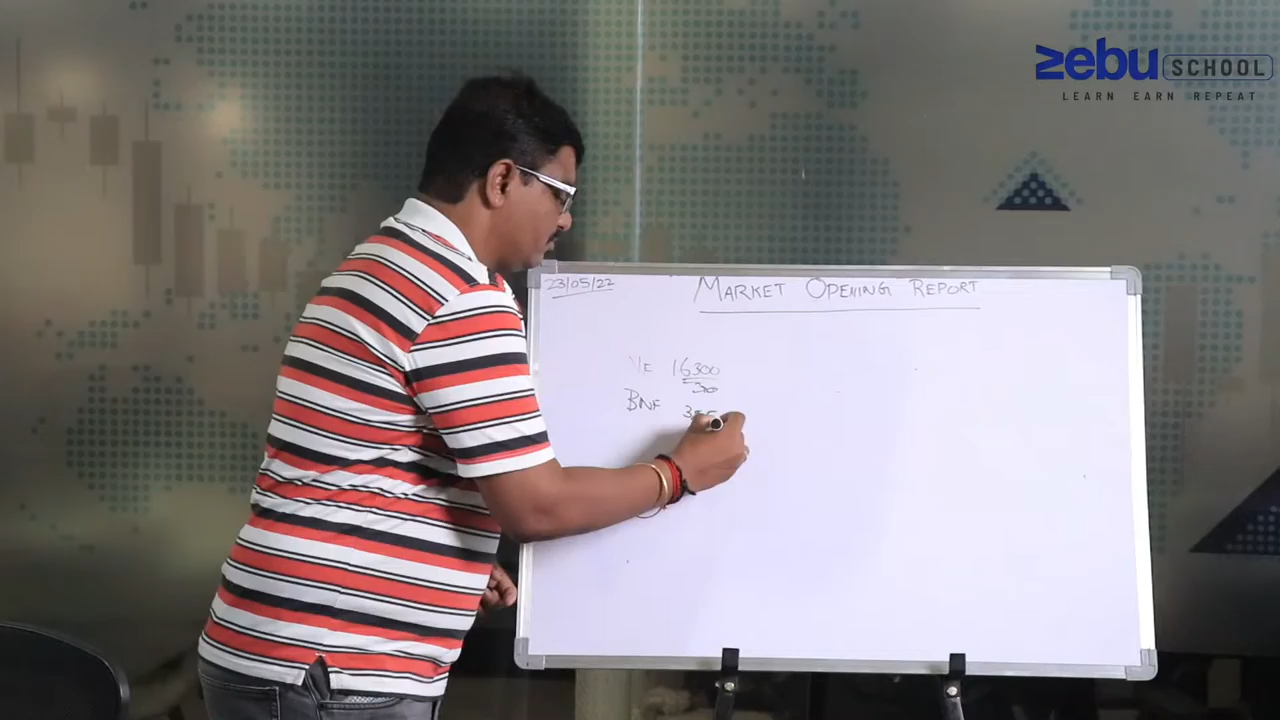 zebu SCHOOL
LEARN EARN REPEAT
23/05/22
MARKET OPENING REPORT
16300
BNF